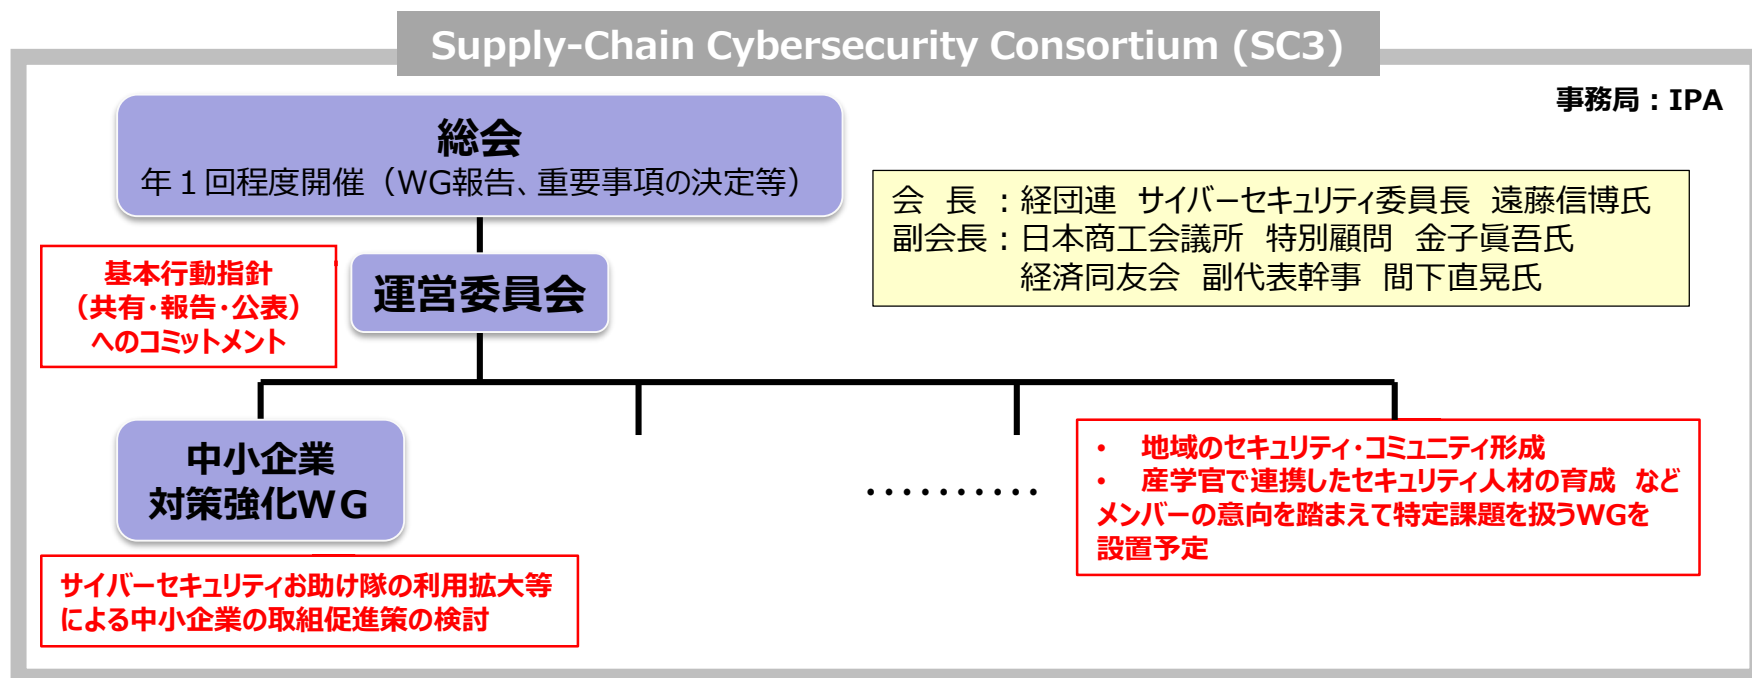 Supply-Chain Cybersecurity Consortium (SC3)
事務局：IPA
総会
年１回程度開催（WG報告、重要事項の決定等）
会　長　：経団連　サイバーセキュリティ委員長　遠藤信博氏
副会長：日本商工会議所　特別顧問　金子眞吾氏
経済同友会　副代表幹事　間下直晃氏
基本行動指針
（共有・報告・公表）
へのコミットメント
運営委員会
中小企業
対策強化WG
・・・・・・・・・・
• 地域のセキュリティ・コミュニティ形成
• 産学官で連携したセキュリティ人材の育成　など
メンバーの意向を踏まえて特定課題を扱うWGを
設置予定
サイバーセキュリティお助け隊の利用拡大等
による中小企業の取組促進策の検討